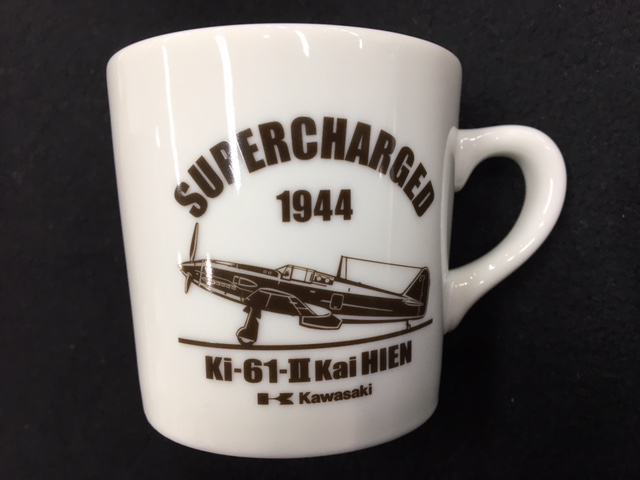 SUPERCHARGED
1944
Ki-61-II Kai HIEN
Kawasaki